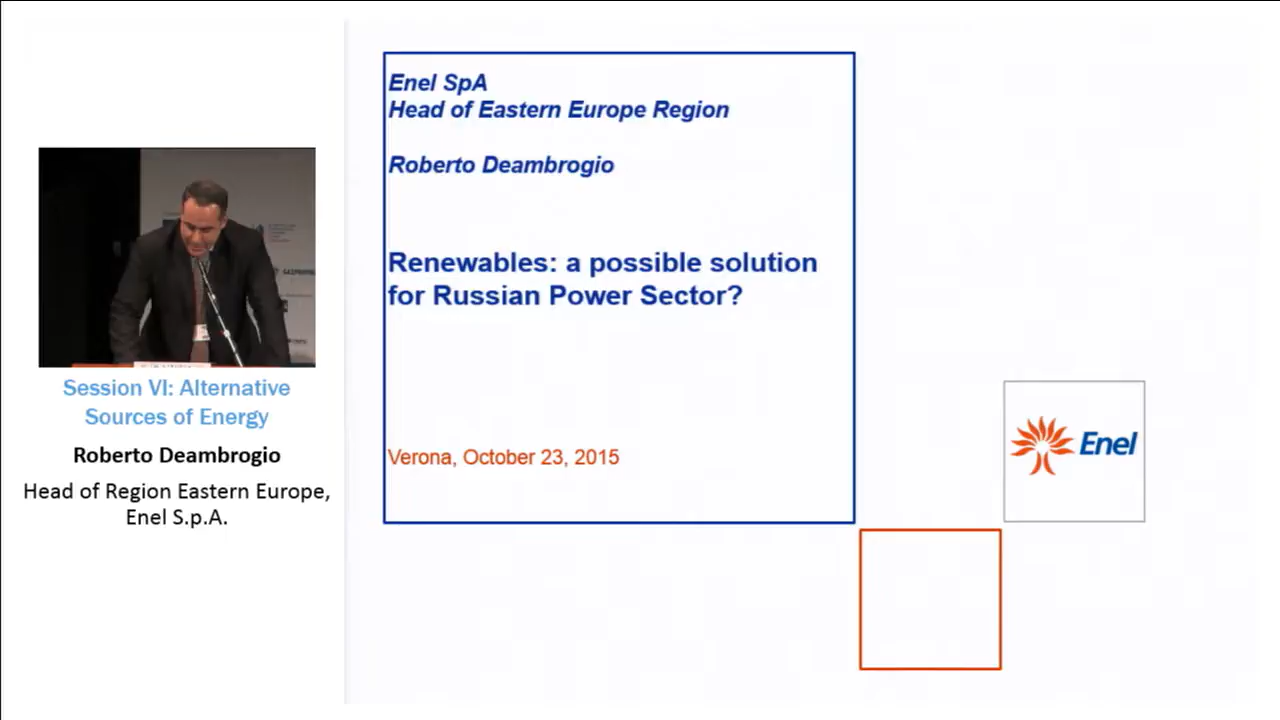 Enel SpA
Head of Eastern Europe Region
Roberto Deambrogio
Renewables: a possible solution
for Russian Power Sector?
Verona, October 23, 2015
Enel
Session VI: Alternative
Sources of Energy
Roberto Deambrogio
Head of Region Eastern Europe,
Enel S.p.A.